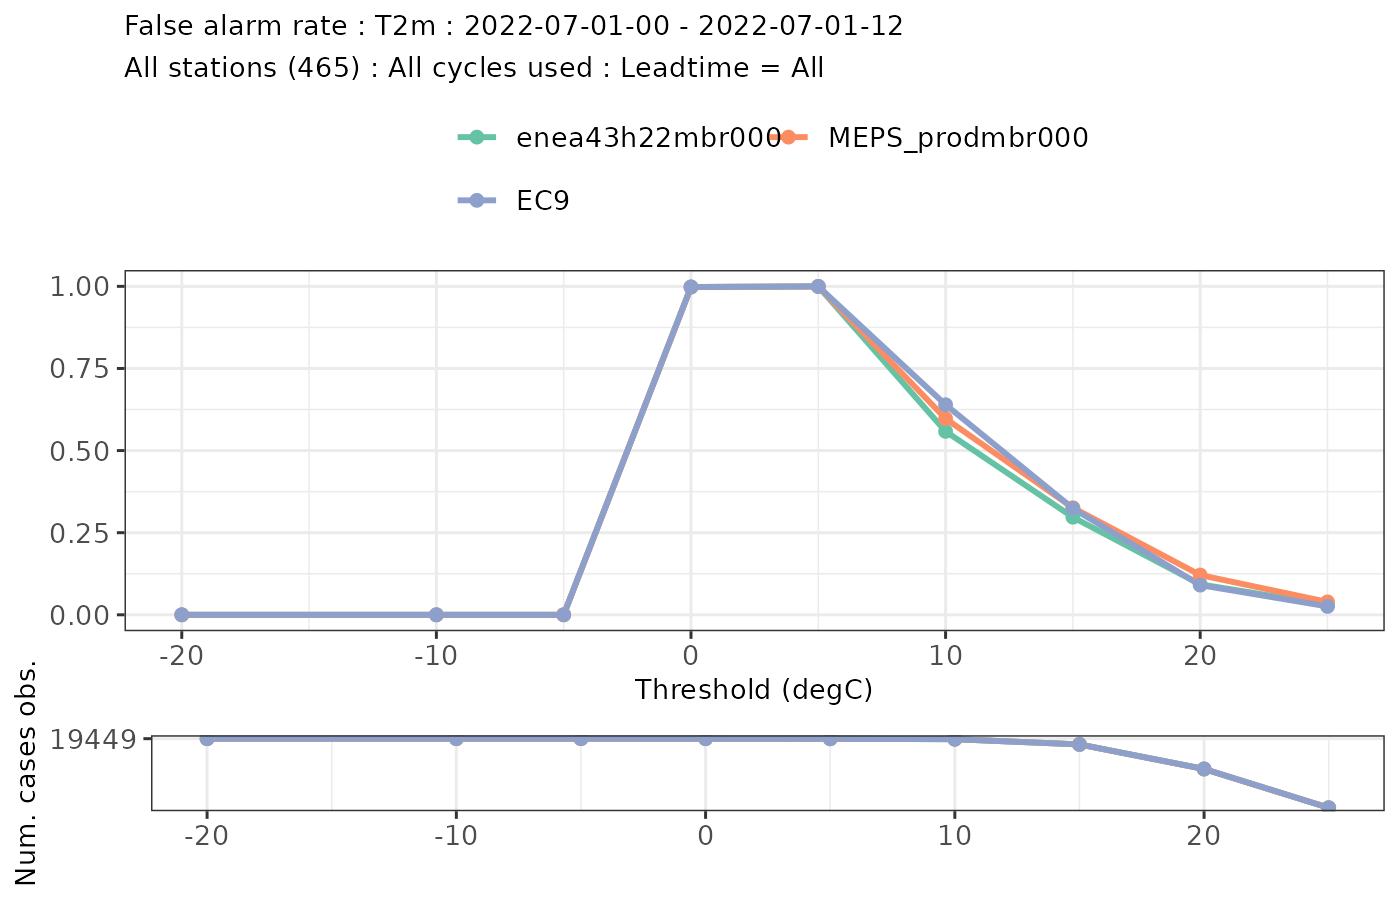 False alarm rate : T2m : 2022-07-01-00 - 2022-07-01-12
All stations (465) : All cycles used : Leadtime = All
enea43h22mbr000 MEPS_prodmbr000
EC9
1.00
0.75
0.50
0.25
0.00
-20 -10 0 10 20
Threshold (degC)
Num. cases obs.
19449
-20 -10 0 10 20